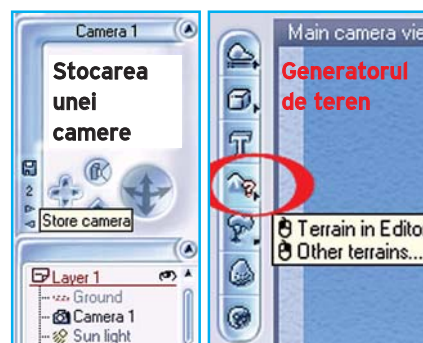 Camera 1
Stocarea
unei
camere
2
Store camera
Layer 1
Ground
Camera 1
Sun light
Main camera vie
Generatorul
de teren
Terrain in Edito
Other terrains...